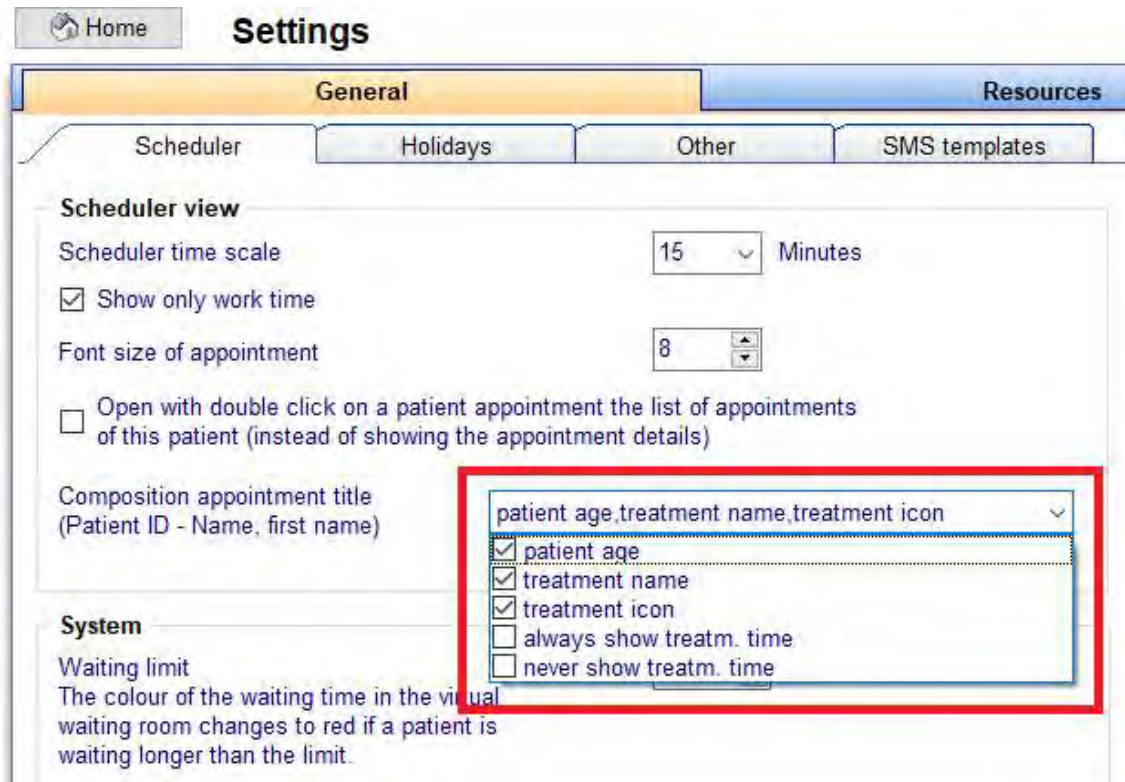 Home Settings
General Resources
Scheduler Holidays Other SMS templates
Scheduler view
Scheduler time scale 15 Minutes
Show only work time
Font size of appointment 8
Open with double click on a patient appointment the list of appointments
of this patient (instead of showing the appointment details)
Composition appointment title
(Patient ID - Name, first name)
patient age,treatment name,treatment icon
patient age
treatment name
treatment icon
always show treatm. time
never show treatm. time
System
Waiting limit
The colour of the waiting time in the virtual
waiting room changes to red if a patient is
waiting longer than the limit.